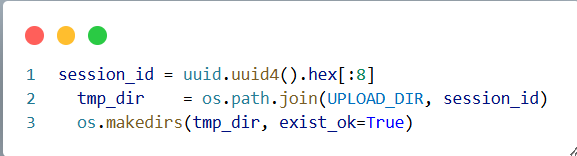 1 session_id = uuid.uuid4().hex[:8]
2   tmp_dir    = os.path.join(UPLOAD_DIR, session_id)
3   os.makedirs(tmp_dir, exist_ok=True)